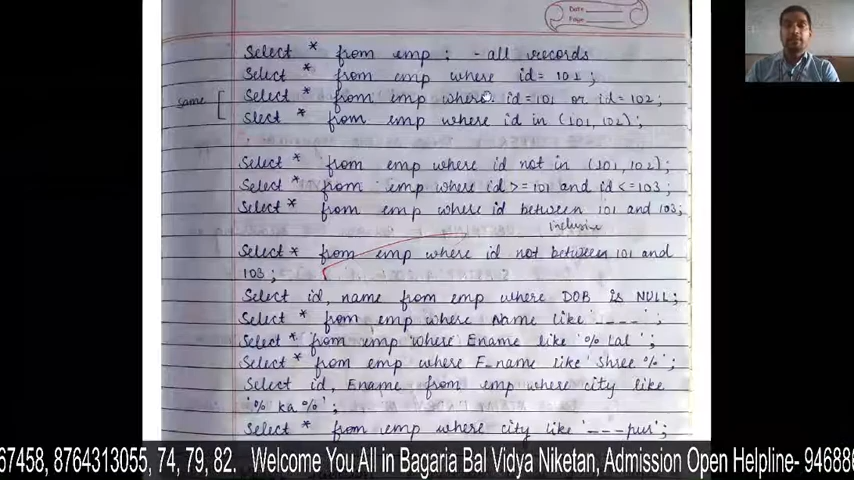 Date
Page
Select * from emp ; - all records
Select * from emp where id = 101 ;
same
Select * from emp where id = 101 or id = 102 ;
Slect * from emp where id in (101, 102) ;
Select * from emp where id not in (101, 102) ;
Select * from emp where id >= 101 and id <= 103 ;
Select * from emp where id between 101 and 103 ;
inclusive
Select * from emp where id not between 101 and
103 ;
Select id, name from emp where DOB is NULL ;
Select * from emp where Name like '_ _ _ _' ;
Select * from emp where Ename like '% Lal ' ;
Select * from emp where F_name like 'Shree %' ;
Select id, Ename from emp where city like
'% ka %' ;
Select * from emp where city like '_ _ _ pur' ;
67458, 8764313055, 74, 79, 82. Welcome You All in Bagaria Bal Vidya Niketan, Admission Open Helpline- 94688